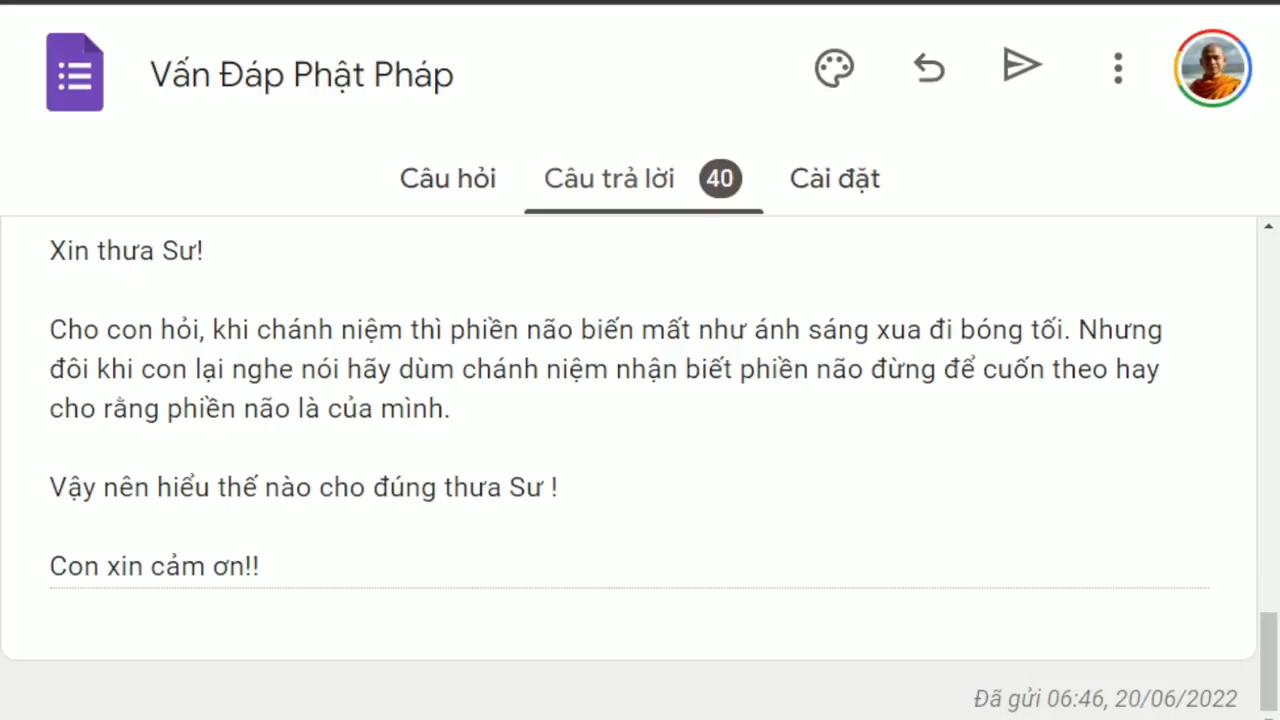 Vấn Đáp Phật Pháp
Câu hỏi
Câu trả lời 40
Cài đặt
Xin thưa Sư!
Cho con hỏi, khi chánh niệm thì phiền não biến mất như ánh sáng xua đi bóng tối. Nhưng
đôi khi con lại nghe nói hãy dùm chánh niệm nhận biết phiền não đừng để cuốn theo hay
cho rằng phiền não là của mình.
Vậy nên hiểu thế nào cho đúng thưa Sư !
Con xin cảm ơn!!
Đã gửi 06:46, 20/06/2022